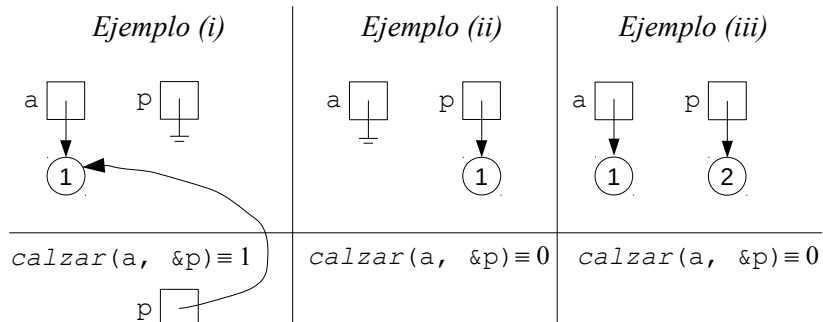 Ejemplo (i) Ejemplo (ii) Ejemplo (iii)
a p a p a p
1 1 1 2
calzar(a, &p)≡ 1 calzar(a, &p)≡ 0 calzar(a, &p)≡ 0
p